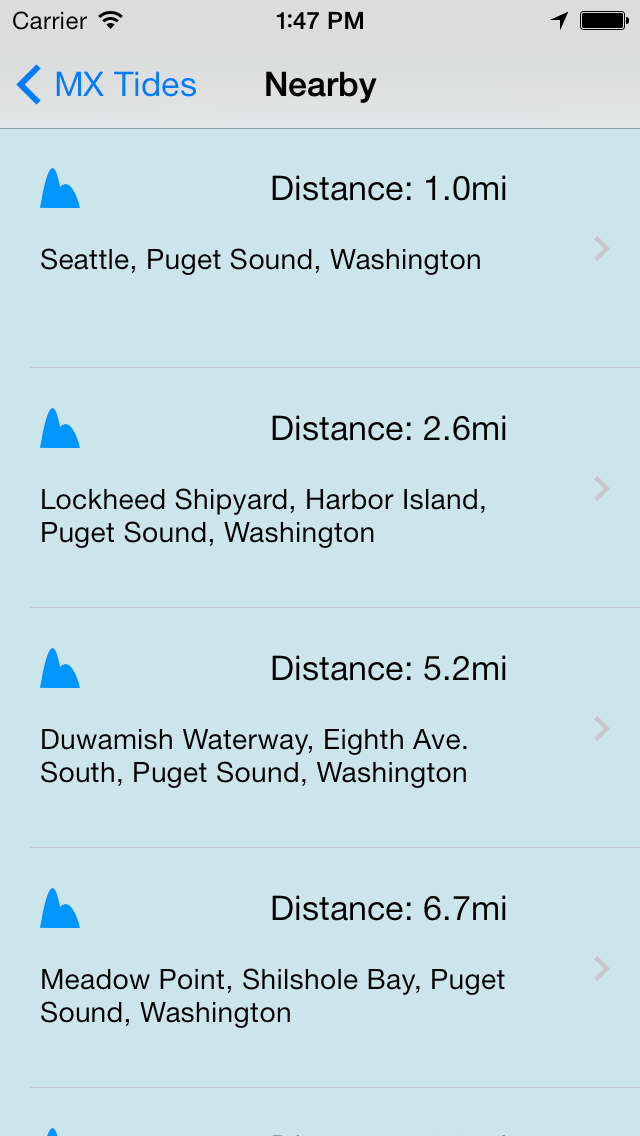 Carrier 1:47 PM
MX Tides Nearby
Distance: 1.0mi
Seattle, Puget Sound, Washington
Distance: 2.6mi
Lockheed Shipyard, Harbor Island,
Puget Sound, Washington
Distance: 5.2mi
Duwamish Waterway, Eighth Ave.
South, Puget Sound, Washington
Distance: 6.7mi
Meadow Point, Shilshole Bay, Puget
Sound, Washington